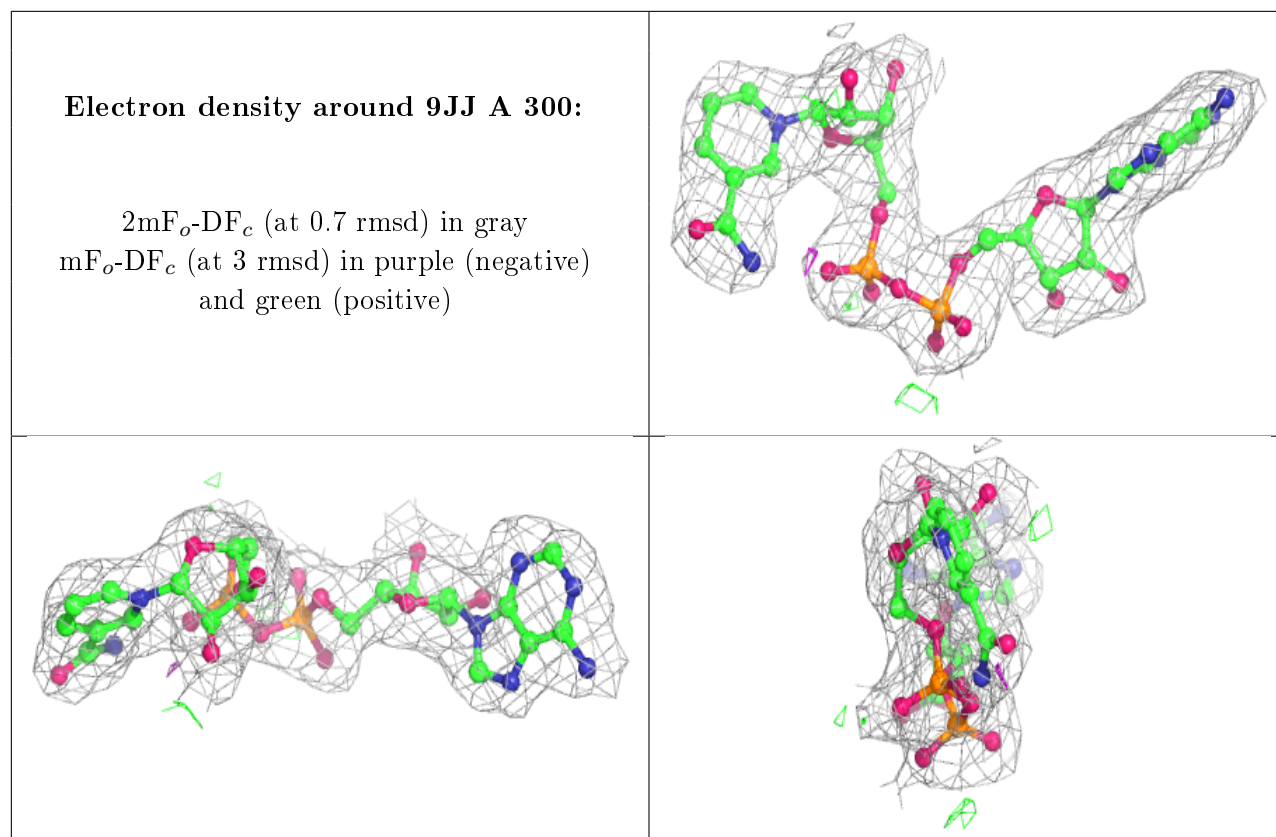 Electron density around 9JJ A 300:
2mFo-DFc (at 0.7 rmsd) in gray
mFo-DFc (at 3 rmsd) in purple (negative)
and green (positive)